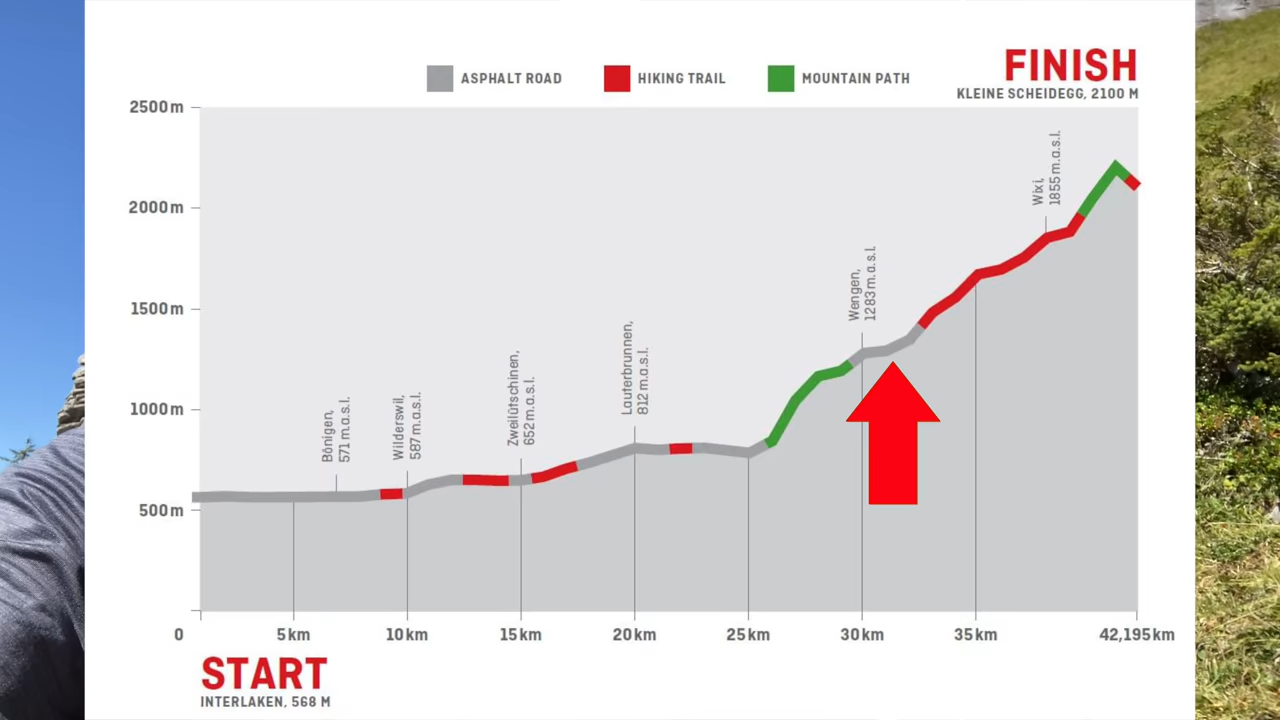 FINISH
KLEINE SCHEIDEGG, 2100 M
ASPHALT ROAD
HIKING TRAIL
MOUNTAIN PATH
2500m
2000m
1500m
1000m
500m
Bönigen,
571 m.a.s.l.
Wilderswil,
587 m.a.s.l.
Zweilütschinen,
652 m.a.s.l.
Lauterbrunnen,
812 m.a.s.l.
Wengen,
1283 m.a.s.l.
Wixi,
1855 m.a.s.l.
0
5km
10km
15km
20km
25km
30km
35km
42,195km
START
INTERLAKEN, 568 M